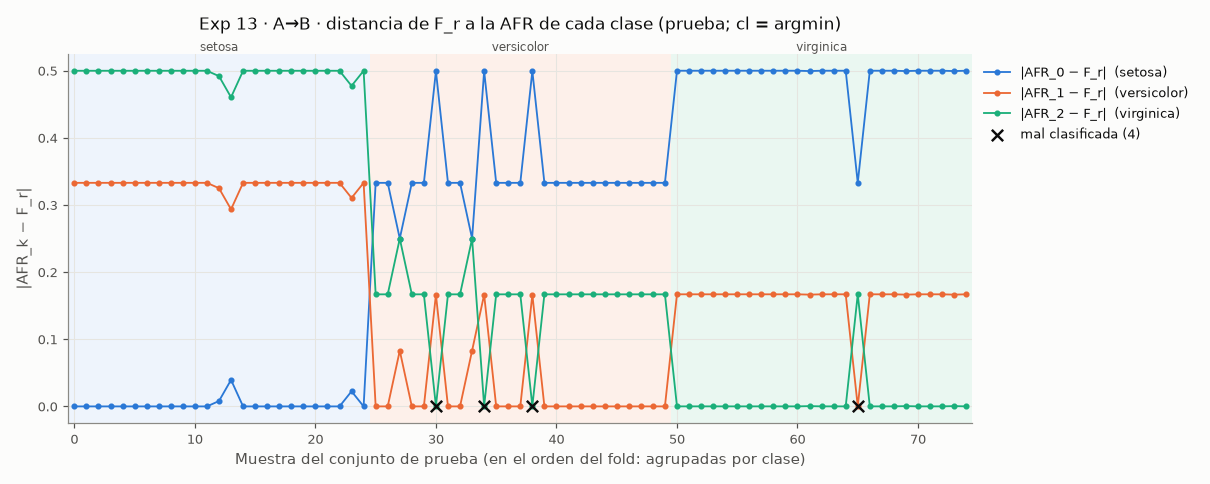 Exp 13 · A→B · distancia de F_r a la AFR de cada clase (prueba; cl = argmin)
setosa
versicolor
virginica
|AFR_k − F_r|
0.5
0.4
0.3
0.2
0.1
0.0
0
10
20
30
40
50
60
70
Muestra del conjunto de prueba (en el orden del fold: agrupadas por clase)
|AFR_0 − F_r| (setosa)
|AFR_1 − F_r| (versicolor)
|AFR_2 − F_r| (virginica)
mal clasificada (4)